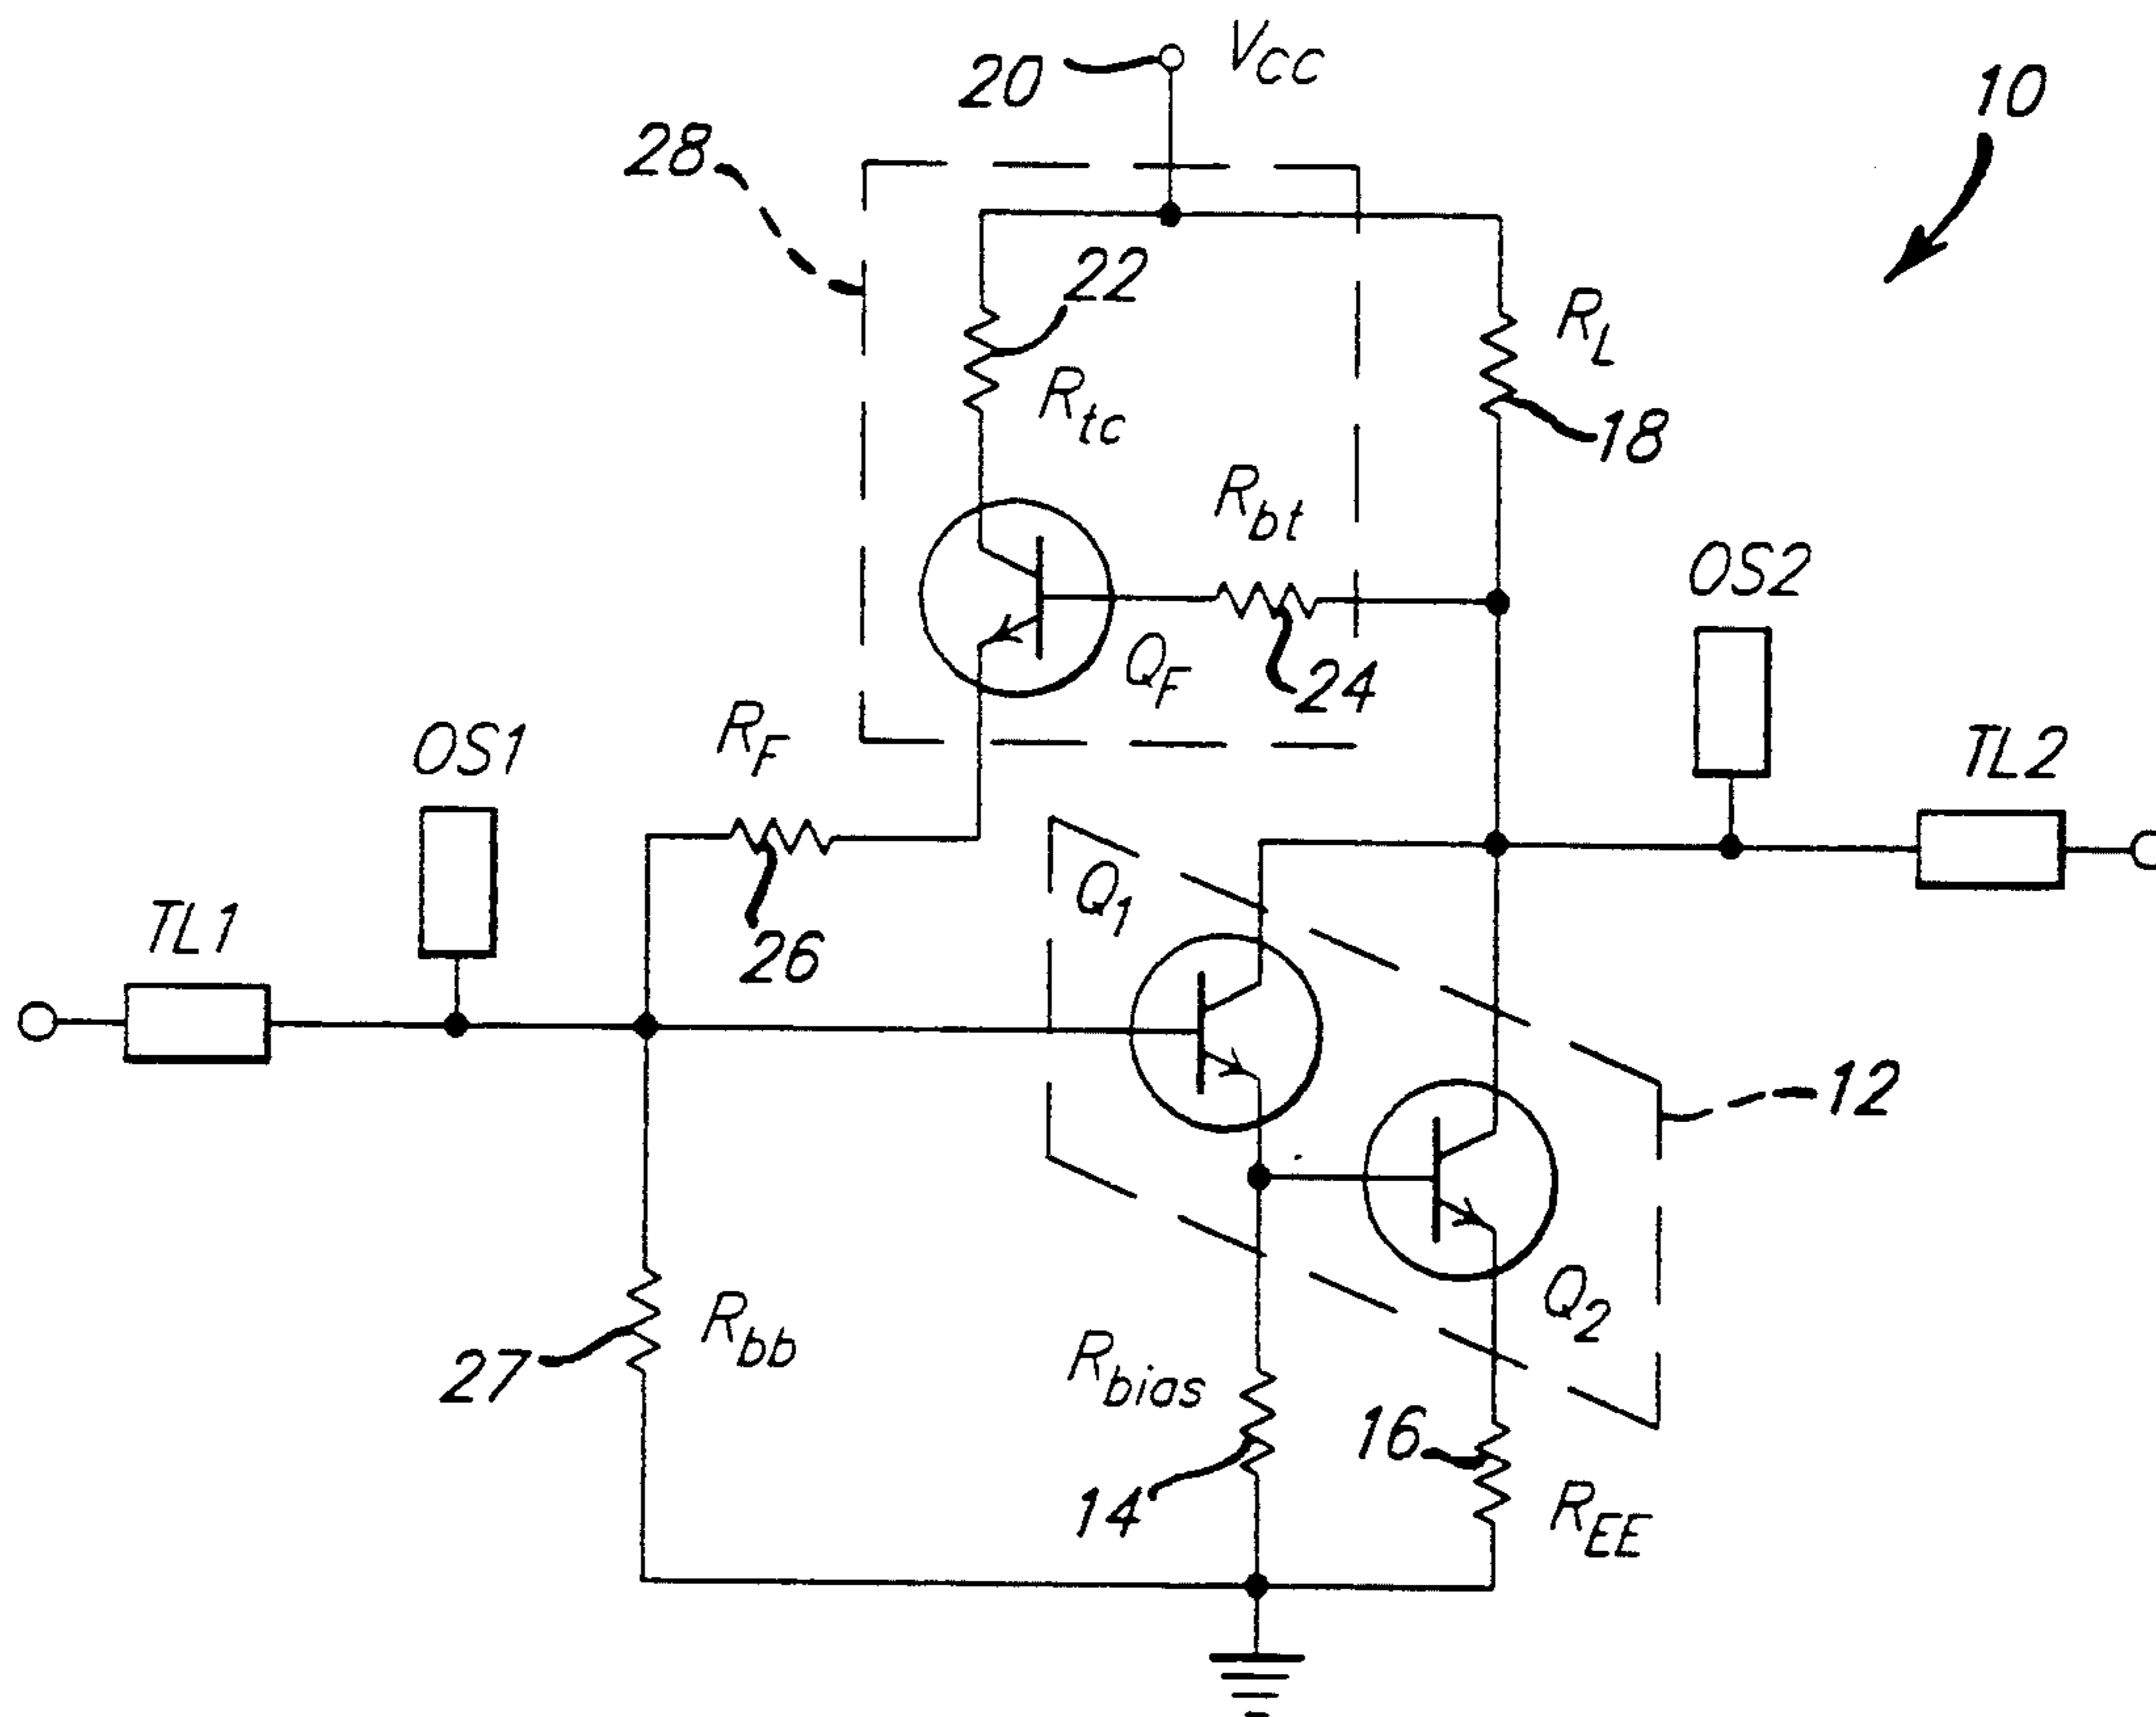 20
V_CC
10
28
22
R_L
R_tc
18
R_bt
OS2
Q_F
24
R_F
OS1
TL2
Q_1
TL1
26
12
Q_2
R_bb
27
R_bias
16
14
R_EE